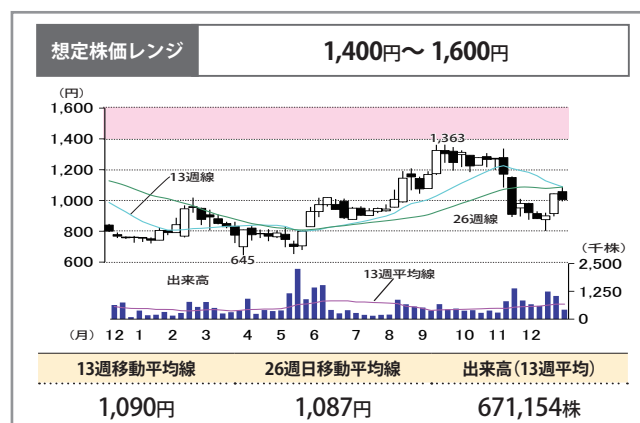 想定株価レンジ 1,400円〜 1,600円
(円)
1,600
1,400
1,363
1,200
13週線
1,000
26週線
800
645
600
(千株)
出来高
13週平均線
2,500
1,250
0
(月) 12 1 2 3 4 5 6 7 8 9 10 11 12
13週移動平均線 26週日移動平均線 出来高(13週平均)
1,090円 1,087円 671,154株